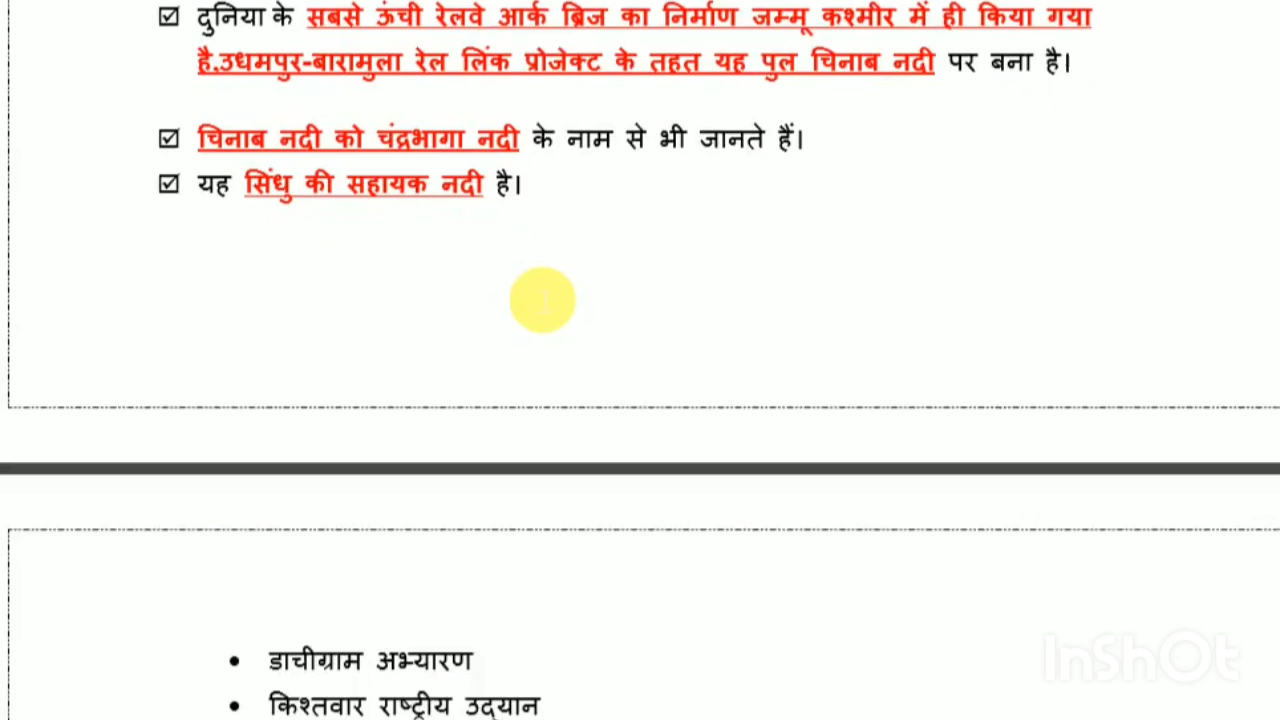 ☑ दुनिया के सबसे ऊंची रेलवे आर्क ब्रिज का निर्माण जम्मू कश्मीर में ही किया गया
है,उधमपुर-बारामुला रेल लिंक प्रोजेक्ट के तहत यह पुल चिनाब नदी पर बना है।
☑ चिनाब नदी को चंद्रभागा नदी के नाम से भी जानते हैं।
☑ यह सिंधु की सहायक नदी है।
• डाचीग्राम अभ्यारण
• किश्तवार राष्ट्रीय उद्यान
InShOt